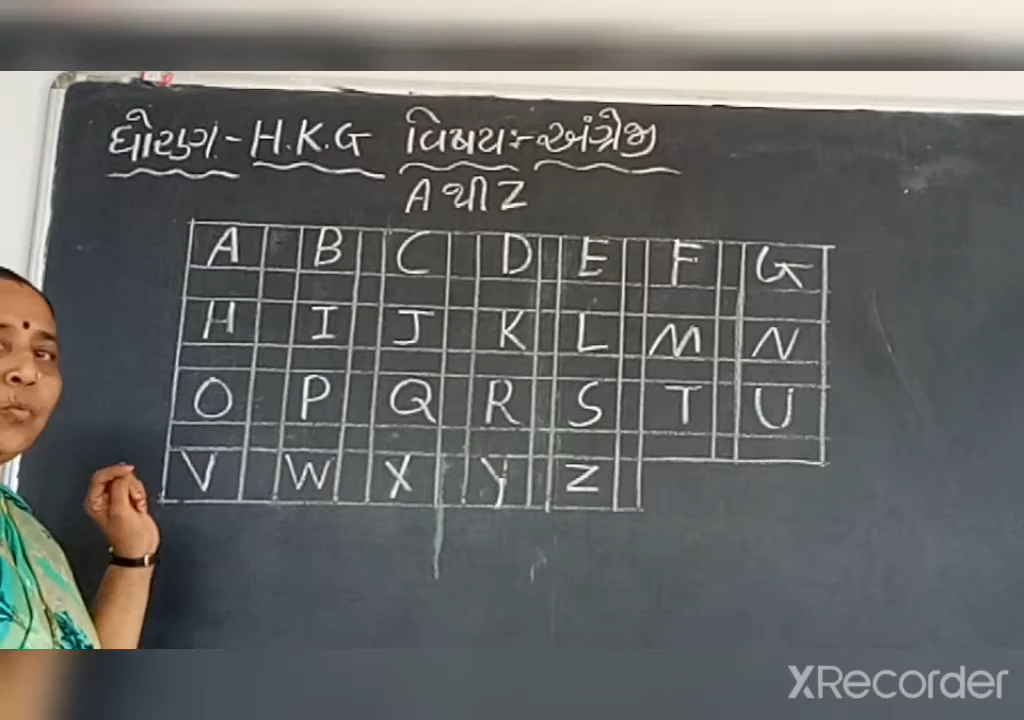 ધોરણ - H.K.G વિષય :- અંગ્રેજી
A થી Z
A B C D E F G
H I J K L M N
O P Q R S T U
V W X Y Z
XRecorder